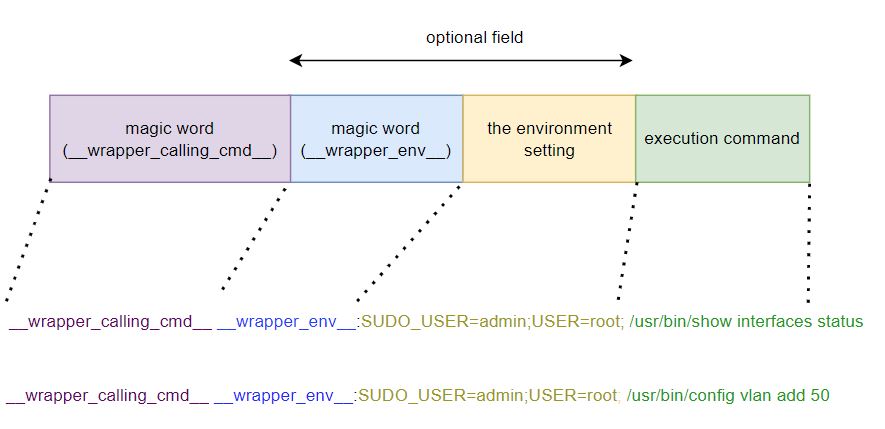 optional field
magic word
(__wrapper_calling_cmd__)
magic word
(__wrapper_env__)
the environment
setting
execution command
__wrapper_calling_cmd__ __wrapper_env__:SUDO_USER=admin;USER=root; /usr/bin/show interfaces status
__wrapper_calling_cmd__ __wrapper_env__:SUDO_USER=admin;USER=root; /usr/bin/config vlan add 50